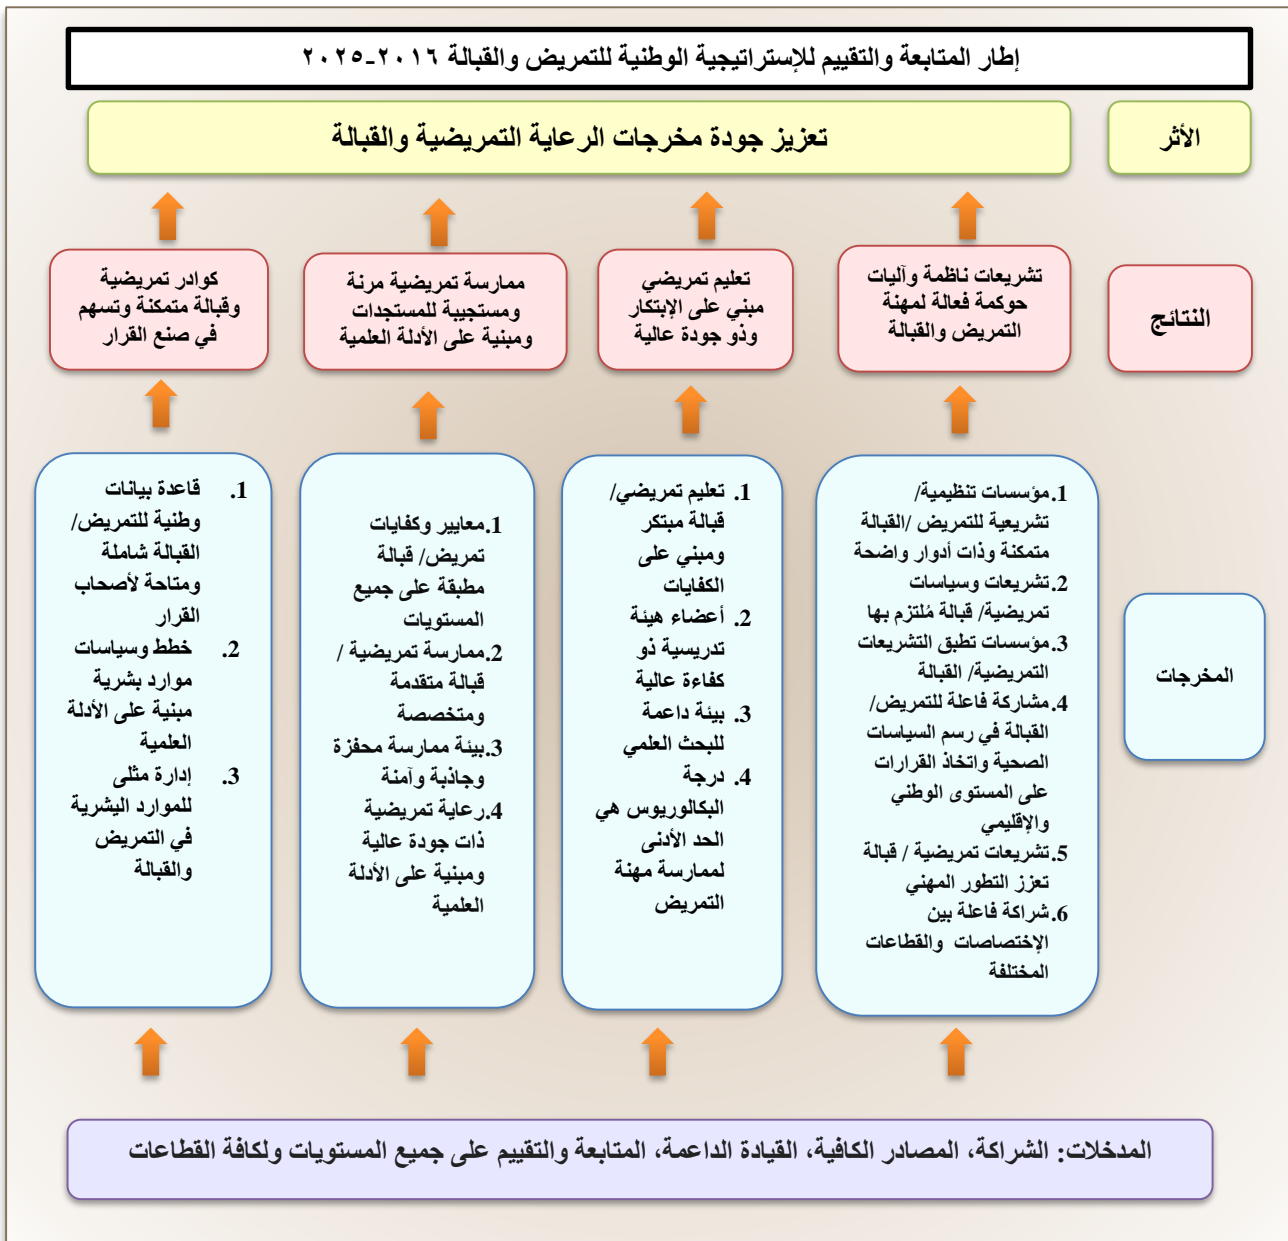 إطار المتابعة والتقييم للإستراتيجية الوطنية للتمريض والقبالة ٢٠١٦-٢٠٢٥
الأثر
تعزيز جودة مخرجات الرعاية التمريضية والقبالة
النتائج
تشريعات ناظمة وآليات
حوكمة فعالة لمهنة
التمريض والقبالة
تعليم تمريضي
مبني على الإبتكار
وذو جودة عالية
ممارسة تمريضية مرنة
ومستجيبة للمستجدات
ومبنية على الأدلة العلمية
كوادر تمريضية
وقبالة متمكنة وتسهم
في صنع القرار
المخرجات
1.مؤسسات تنظيمية/
تشريعية للتمريض /القبالة
متمكنة وذات أدوار واضحة
2.تشريعات وسياسات
تمريضية/ قبالة مُلتزم بها
3.مؤسسات تطبق التشريعات
التمريضية/ القبالة
4.مشاركة فاعلة للتمريض/
القبالة في رسم السياسات
الصحية واتخاذ القرارات
على المستوى الوطني
والإقليمي
5.تشريعات تمريضية / قبالة
تعزز التطور المهني
6.شراكة فاعلة بين
الإختصاصات والقطاعات
المختلفة
1. تعليم تمريضي/
قبالة مبتكر
ومبني على
الكفايات
2. أعضاء هيئة
تدريسية ذو
كفاءة عالية
3. بيئة داعمة
للبحث العلمي
4. درجة
البكالوريوس هي
الحد الأدنى
لممارسة مهنة
التمريض
1.معايير وكفايات
تمريض/ قبالة
مطبقة على جميع
المستويات
2.ممارسة تمريضية /
قبالة متقدمة
ومتخصصة
3.بيئة ممارسة محفزة
وجاذبة وآمنة
4.رعاية تمريضية
ذات جودة عالية
ومبنية على الأدلة
العلمية
1. قاعدة بيانات
وطنية للتمريض/
القبالة شاملة
ومتاحة لأصحاب
القرار
2. خطط وسياسات
موارد بشرية
مبنية على الأدلة
العلمية
3. إدارة مثلى
للموارد اليشرية
في التمريض
والقبالة
المدخلات: الشراكة، المصادر الكافية، القيادة الداعمة، المتابعة والتقييم على جميع المستويات ولكافة القطاعات